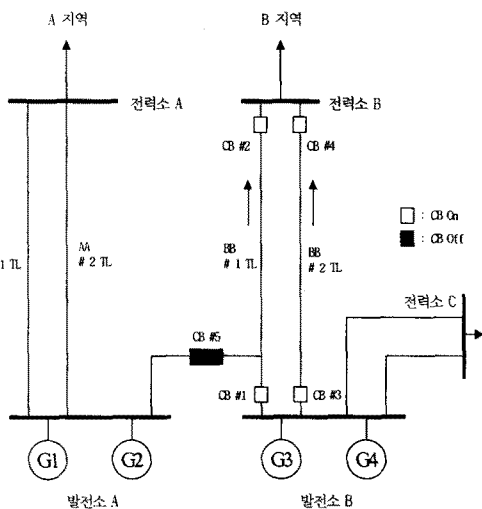 A 지역
B 지역
전력소 A
전력소 B
CB #2
CB #4
□ : CB On
■ : CB Off
1 TL
AA
# 2 TL
BB
# 1 TL
BB
# 2 TL
전력소 C
CB #5
CB #1
CB #3
G1
G2
G3
G4
발전소 A
발전소 B